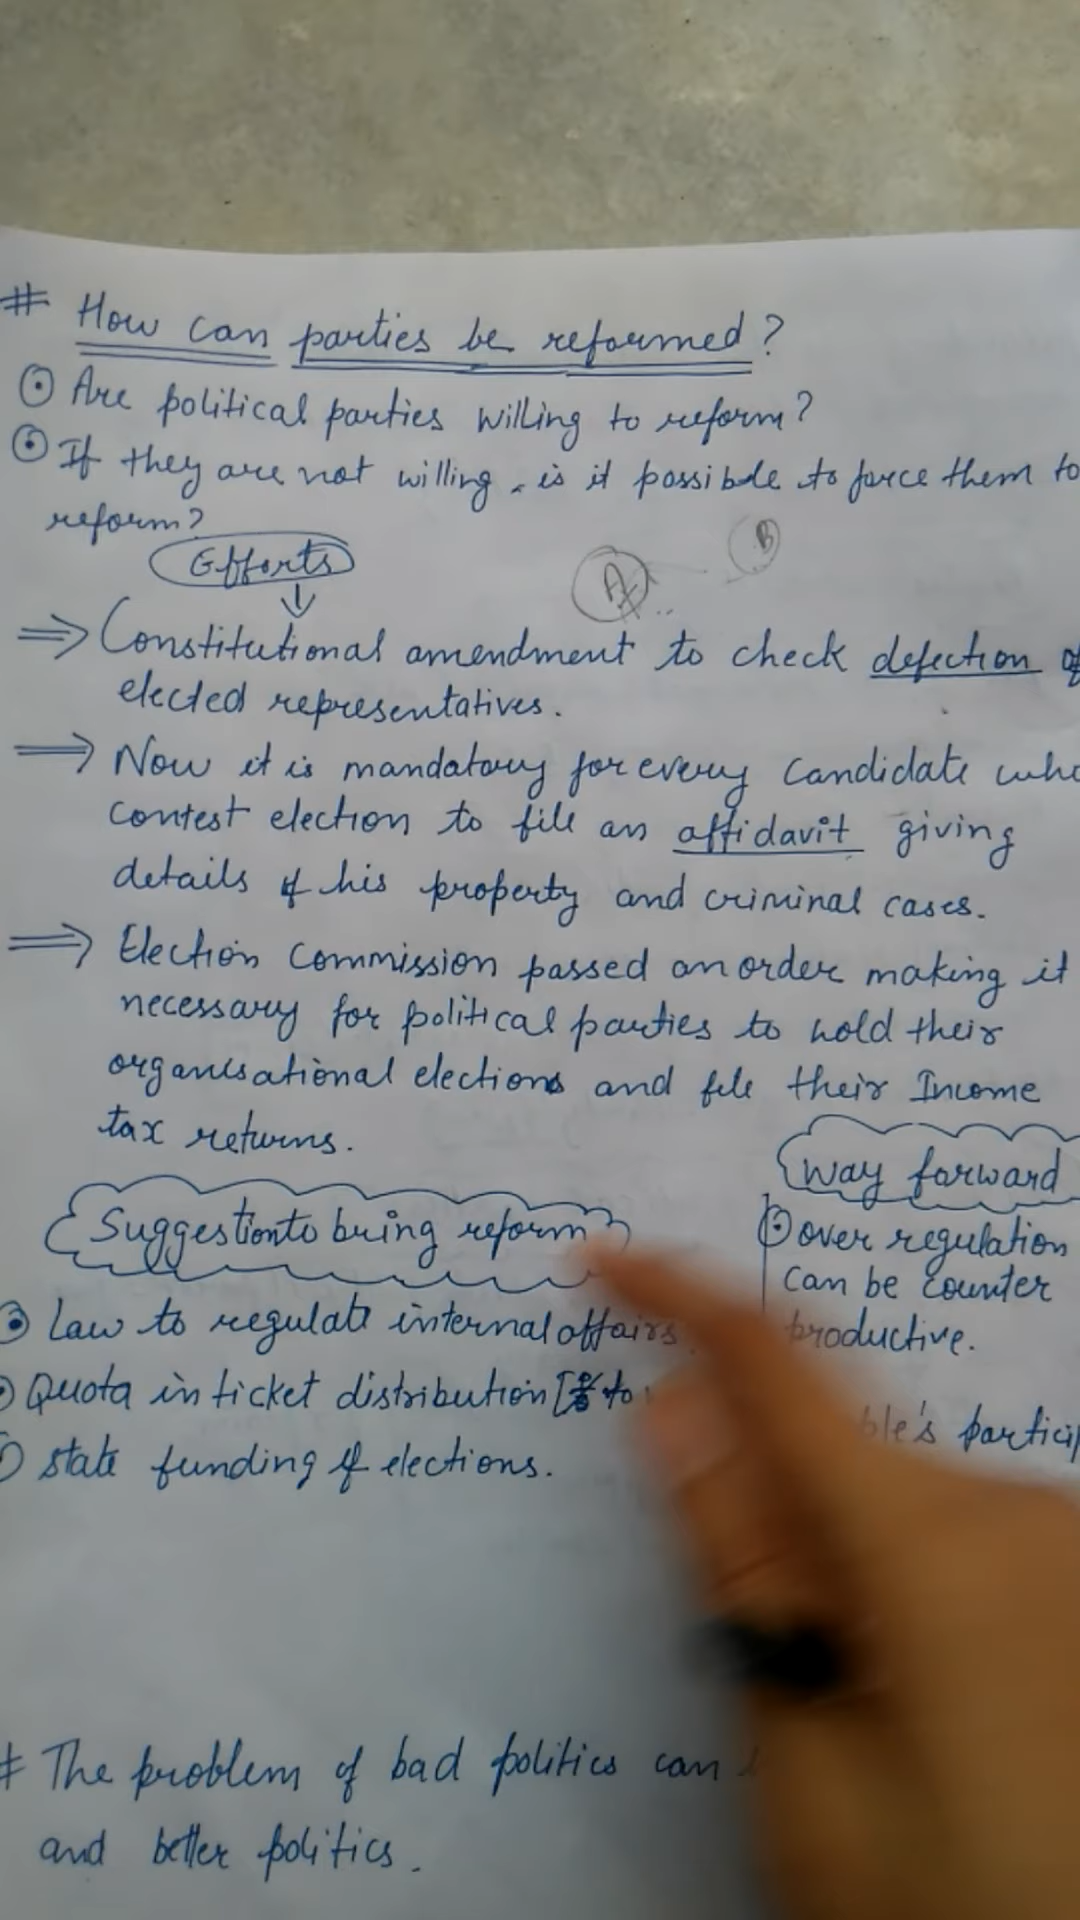 # How can parties be reformed?
Are political parties willing to reform?
If they are not willing, is it possible to force them to
reform?
Efforts
A B
⇒ Constitutional amendment to check defection of
elected representatives.
⇒ Now it is mandatory for every candidate who
contest election to file an affidavit giving
details of his property and criminal cases.
⇒ Election Commission passed an order making it
necessary for political parties to hold their
organisational elections and file their Income
tax returns.
Way forward
Suggestion to bring reform
over regulation
can be counter
productive.
Law to regulate internal affairs.
Quota in ticket distribution [ to
state funding of elections.
# The problem of bad politics can
and better politics.